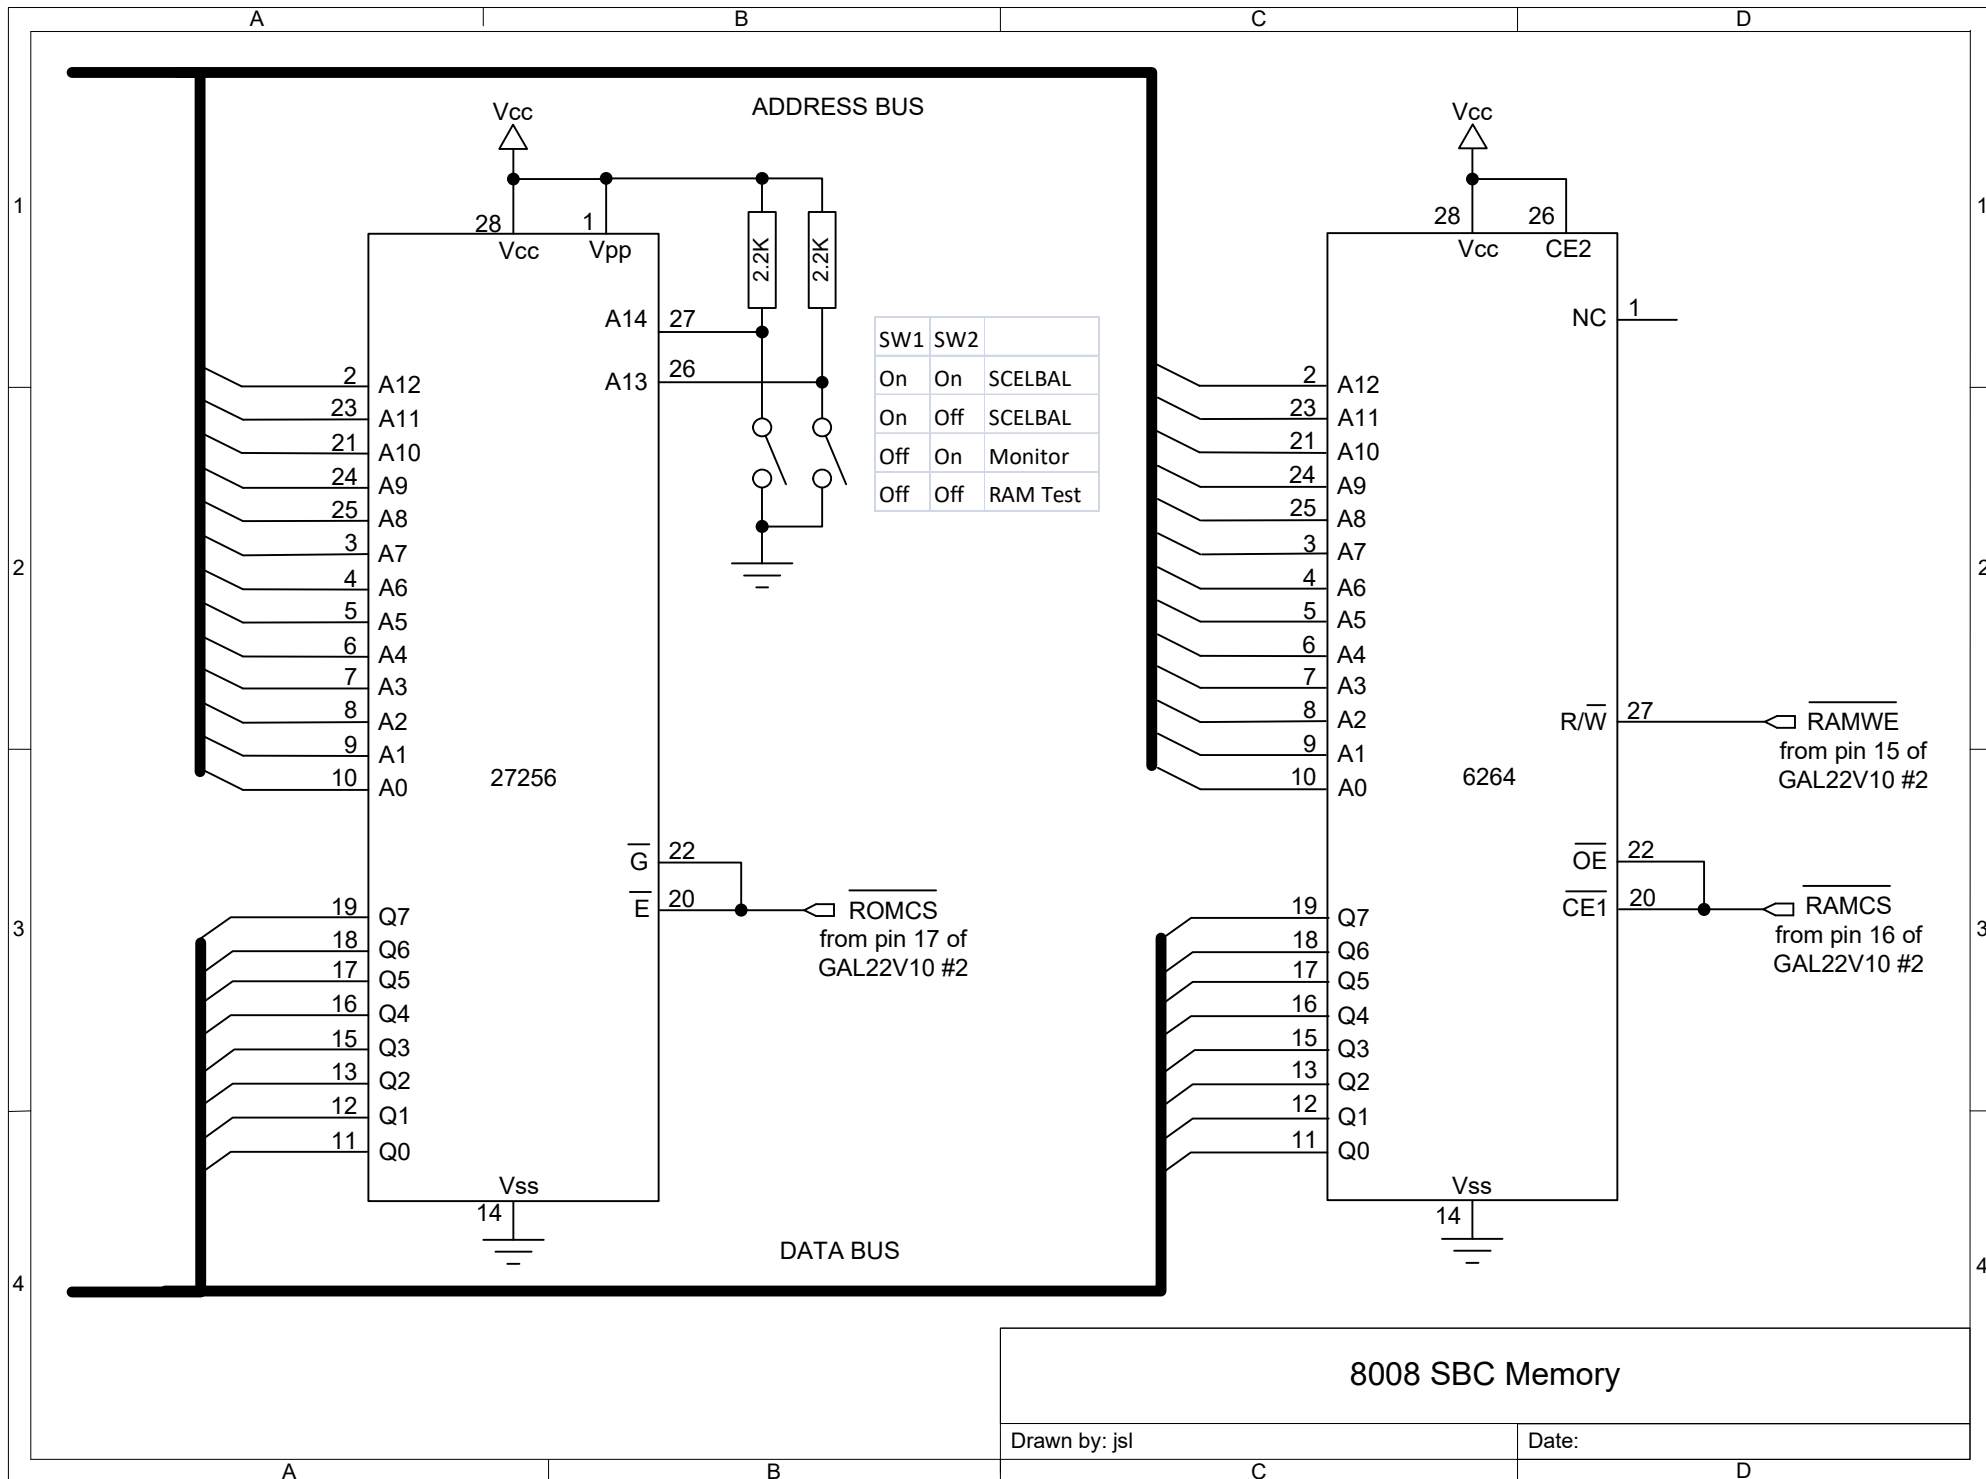 A B C D
ADDRESS BUS
Vcc
Vcc
1
1
28 1
Vcc Vpp
2.2K
2.2K
28 26
Vcc CE2
A14 27
A13 26
NC 1
SW1 SW2
On On SCELBAL
On Off SCELBAL
Off On Monitor
Off Off RAM Test
2 A12
23 A11
21 A10
24 A9
25 A8
3 A7
4 A6
5 A5
6 A4
7 A3
8 A2
9 A1
10 A0
27256
2
2
2 A12
23 A11
21 A10
24 A9
25 A8
3 A7
4 A6
5 A5
6 A4
7 A3
8 A2
9 A1
10 A0
6264
R/W̅ 27
R̅A̅M̅W̅E̅
from pin 15 of
GAL22V10 #2
G̅ 22
E̅ 20
R̅O̅M̅C̅S̅
from pin 17 of
GAL22V10 #2
O̅E̅ 22
C̅E̅1̅ 20
R̅A̅M̅C̅S̅
from pin 16 of
GAL22V10 #2
3
3
19 Q7
18 Q6
17 Q5
16 Q4
15 Q3
13 Q2
12 Q1
11 Q0
19 Q7
18 Q6
17 Q5
16 Q4
15 Q3
13 Q2
12 Q1
11 Q0
Vss
14
Vss
14
DATA BUS
4
4
8008 SBC Memory
Drawn by: jsl
Date:
A B C D